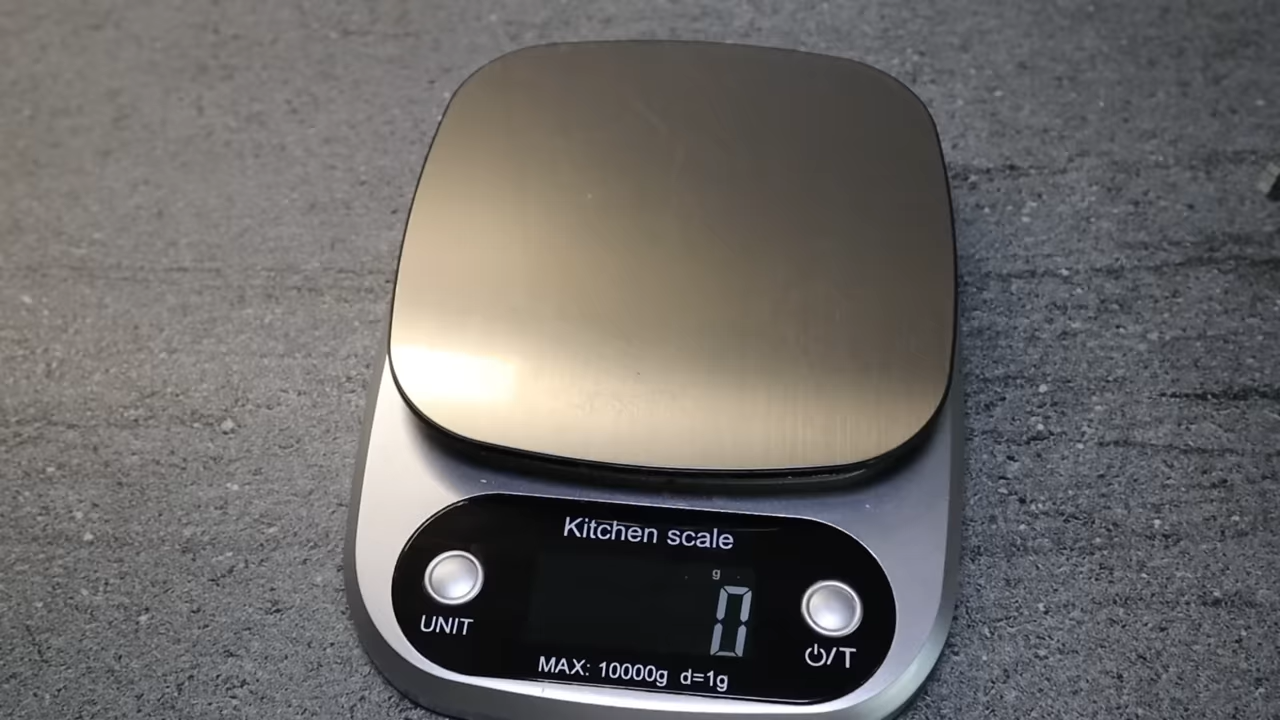 Kitchen scale
g
0
UNIT
⏻/T
MAX: 10000g d=1g